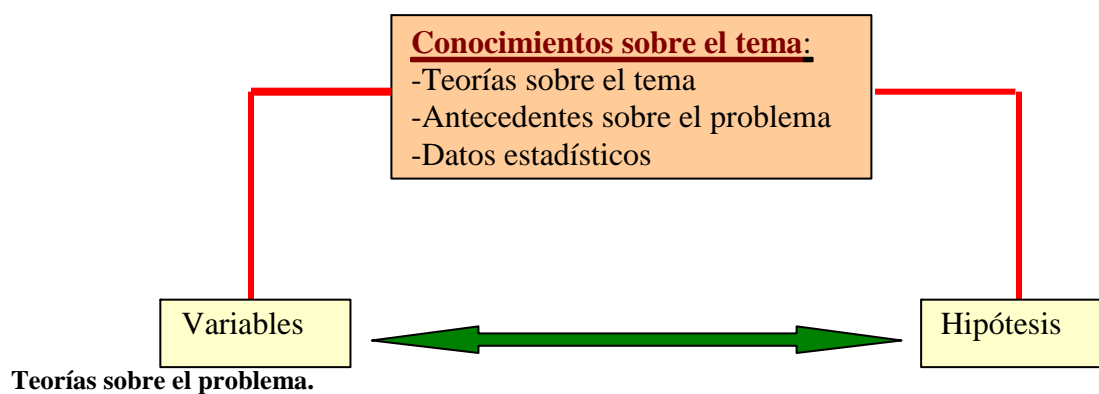 Conocimientos sobre el tema:
-Teorías sobre el tema
-Antecedentes sobre el problema
-Datos estadísticos
Variables
Hipótesis
Teorías sobre el problema.